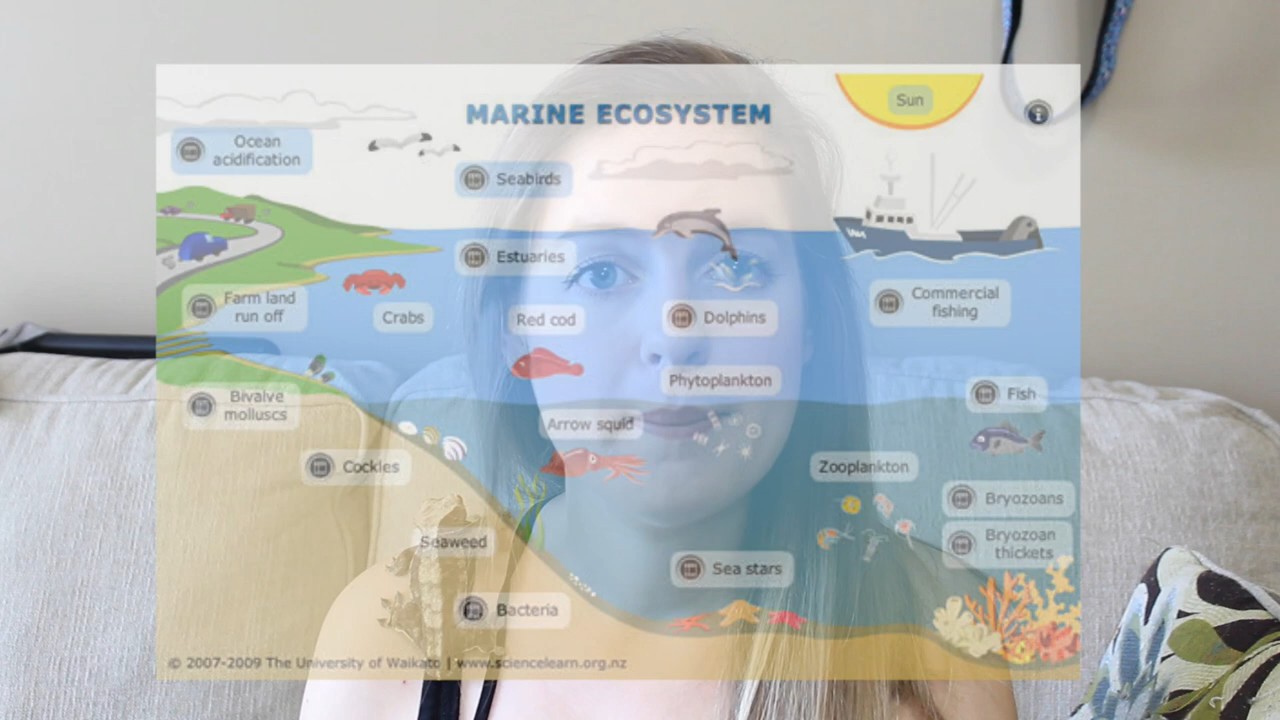 MARINE ECOSYSTEM
Sun
Ocean
acidification
Seabirds
Estuaries
Farm land
run off
Crabs
Red cod
Dolphins
Commercial
fishing
Phytoplankton
Bivalve
molluscs
Fish
Arrow squid
Cockles
Zooplankton
Bryozoans
Seaweed
Bryozoan
thickets
Sea stars
Bacteria
© 2007-2009 The University of Waikato | www.sciencelearn.org.nz